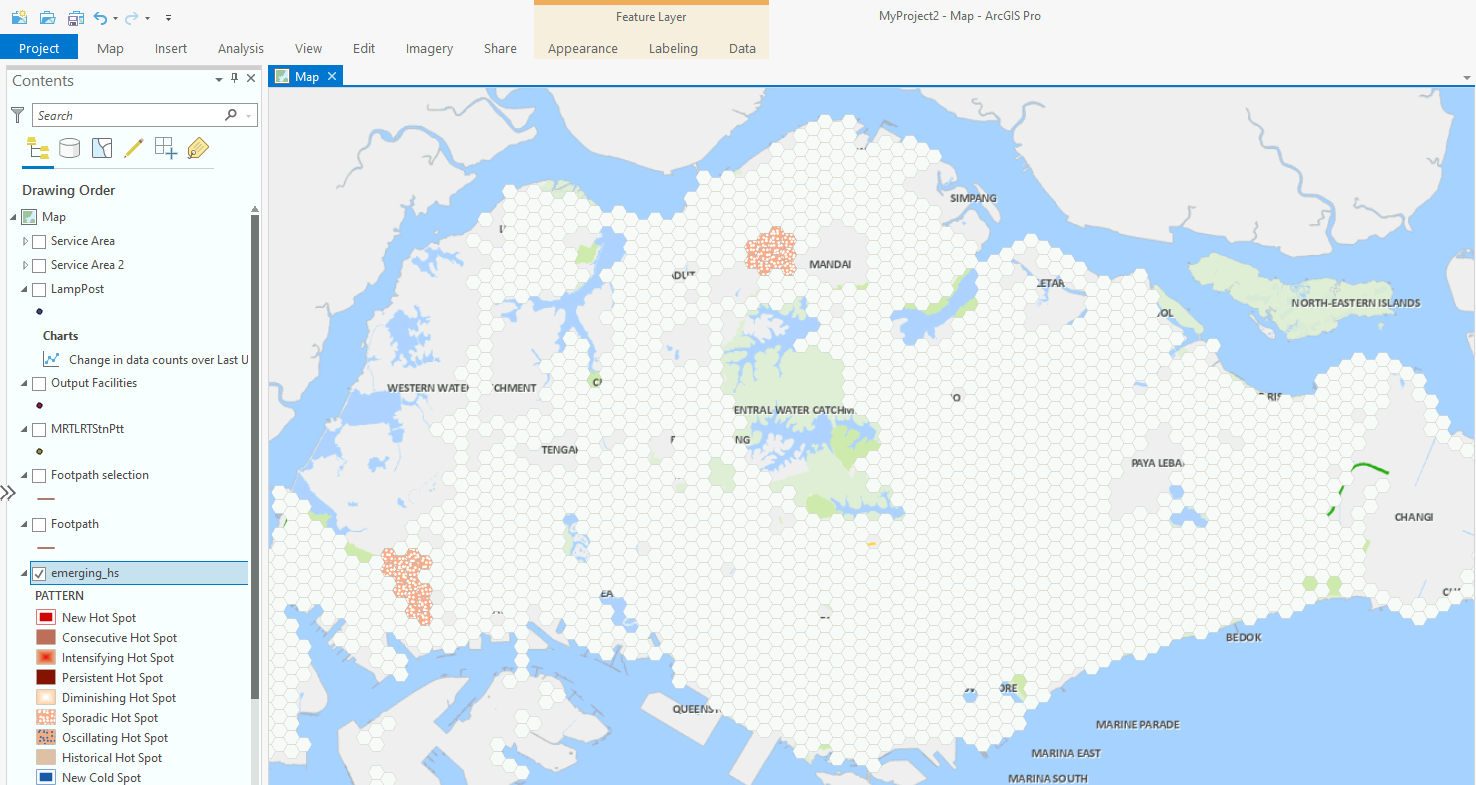 Feature Layer
MyProject2 - Map - ArcGIS Pro
Project Map Insert Analysis View Edit Imagery Share Appearance Labeling Data
Contents
Map
Search
Drawing Order
Map
Service Area
Service Area 2
LampPost
Charts
Change in data counts over Last U
Output Facilities
MRTLRTStnPtt
Footpath selection
Footpath
emerging_hs
PATTERN
New Hot Spot
Consecutive Hot Spot
Intensifying Hot Spot
Persistent Hot Spot
Diminishing Hot Spot
Sporadic Hot Spot
Oscillating Hot Spot
Historical Hot Spot
New Cold Spot
SIMPANG
MANDAI
NORTH-EASTERN ISLANDS
WESTERN WATE CHMENT
ENTRAL WATER CATCHM
TENGA
NG
PAYA LEBA
CHANGI
BEDOK
ORE
QUEENS
MARINE PARADE
MARINA EAST
MARINA SOUTH